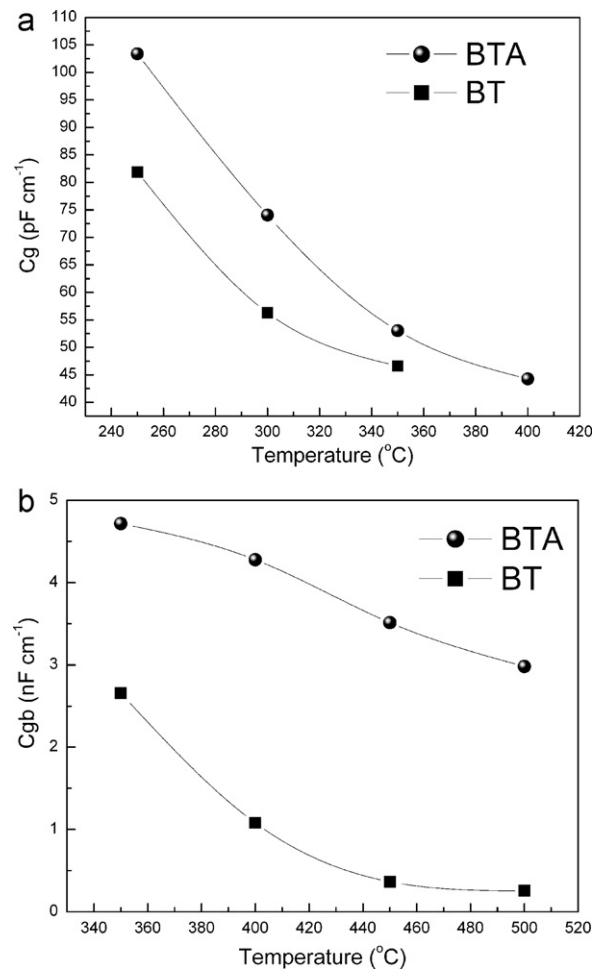 a
110
105
100
95
90
85
80
75
70
65
60
55
50
45
40
Cg (pF cm⁻¹)
BTA
BT
240 260 280 300 320 340 360 380 400 420
Temperature (°C)
b
5
4
3
2
1
0
Cgb (nF cm⁻¹)
BTA
BT
340 360 380 400 420 440 460 480 500 520
Temperature (°C)